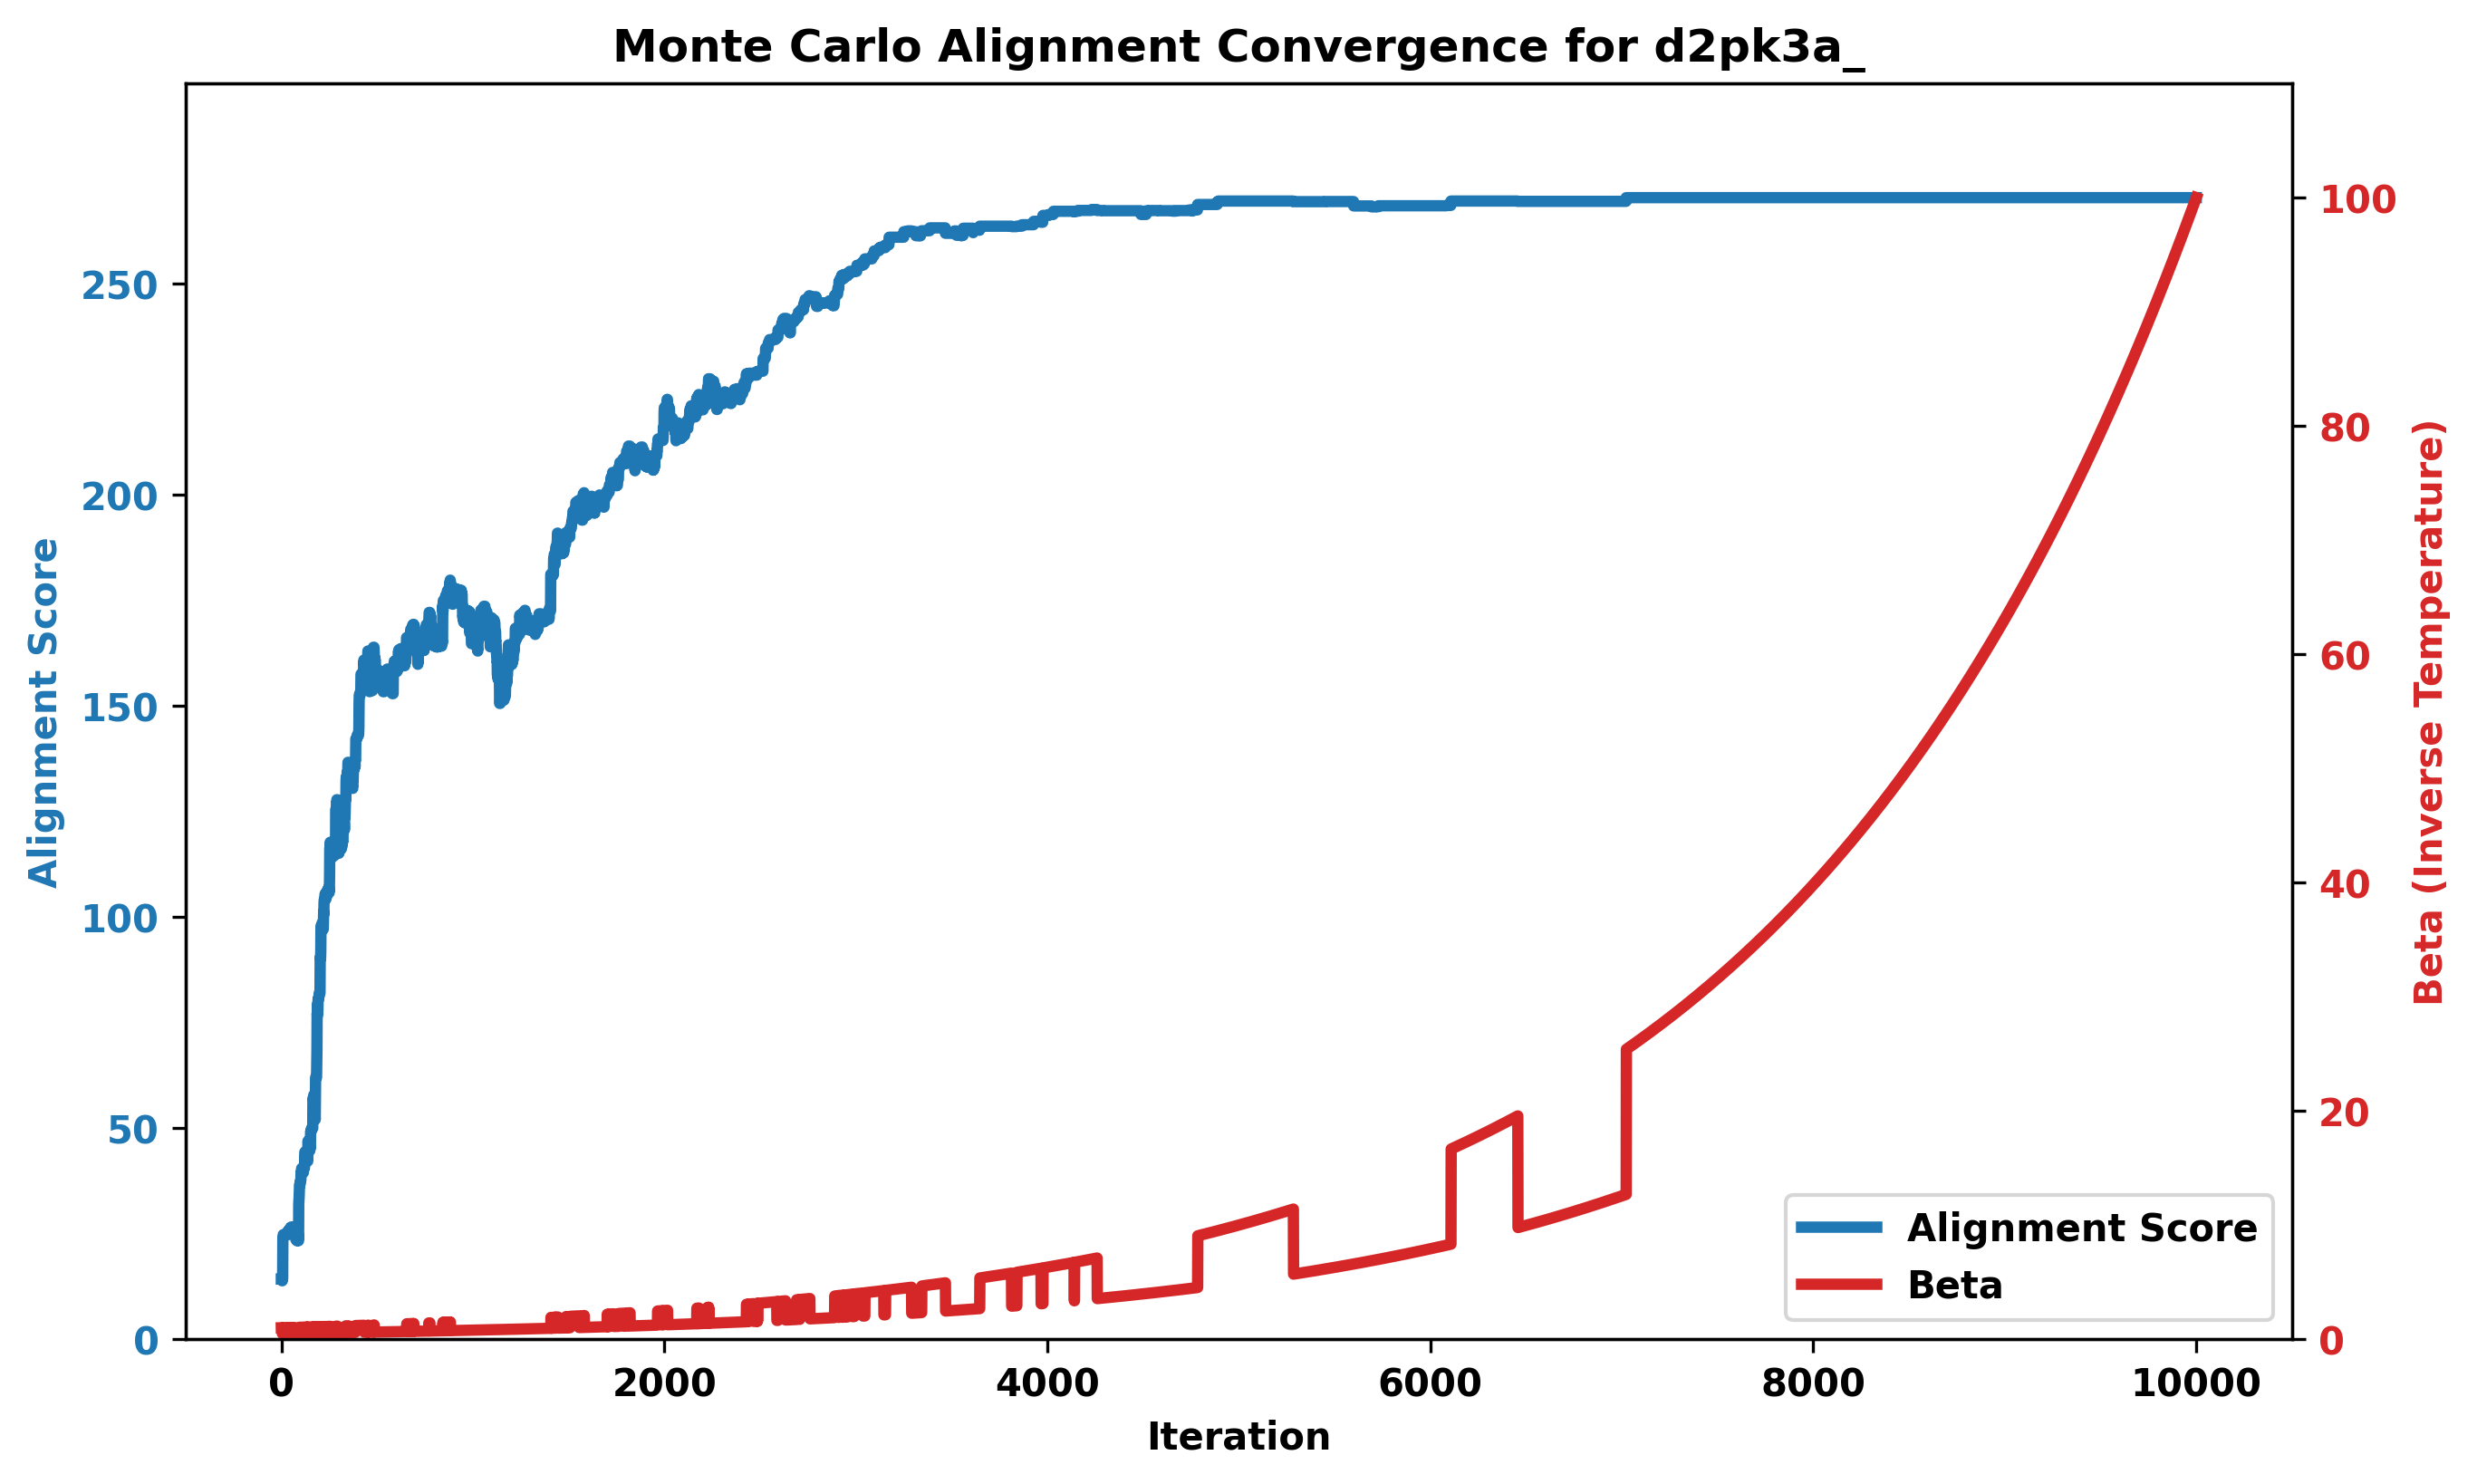 Monte Carlo Alignment Convergence for d2pk3a_
Alignment Score
250
200
150
100
50
0
100
80
60
40
20
0
Beta (Inverse Temperature)
Alignment Score
Beta
0 2000 4000 6000 8000 10000
Iteration